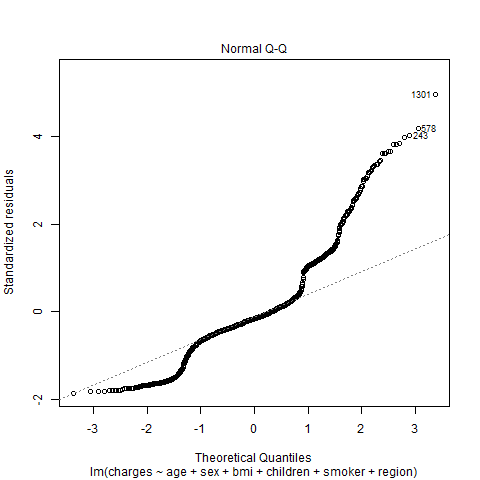 Normal Q-Q
Standardized residuals
4
2
0
-2
1301
578
243
-3 -2 -1 0 1 2 3
Theoretical Quantiles
lm(charges ~ age + sex + bmi + children + smoker + region)